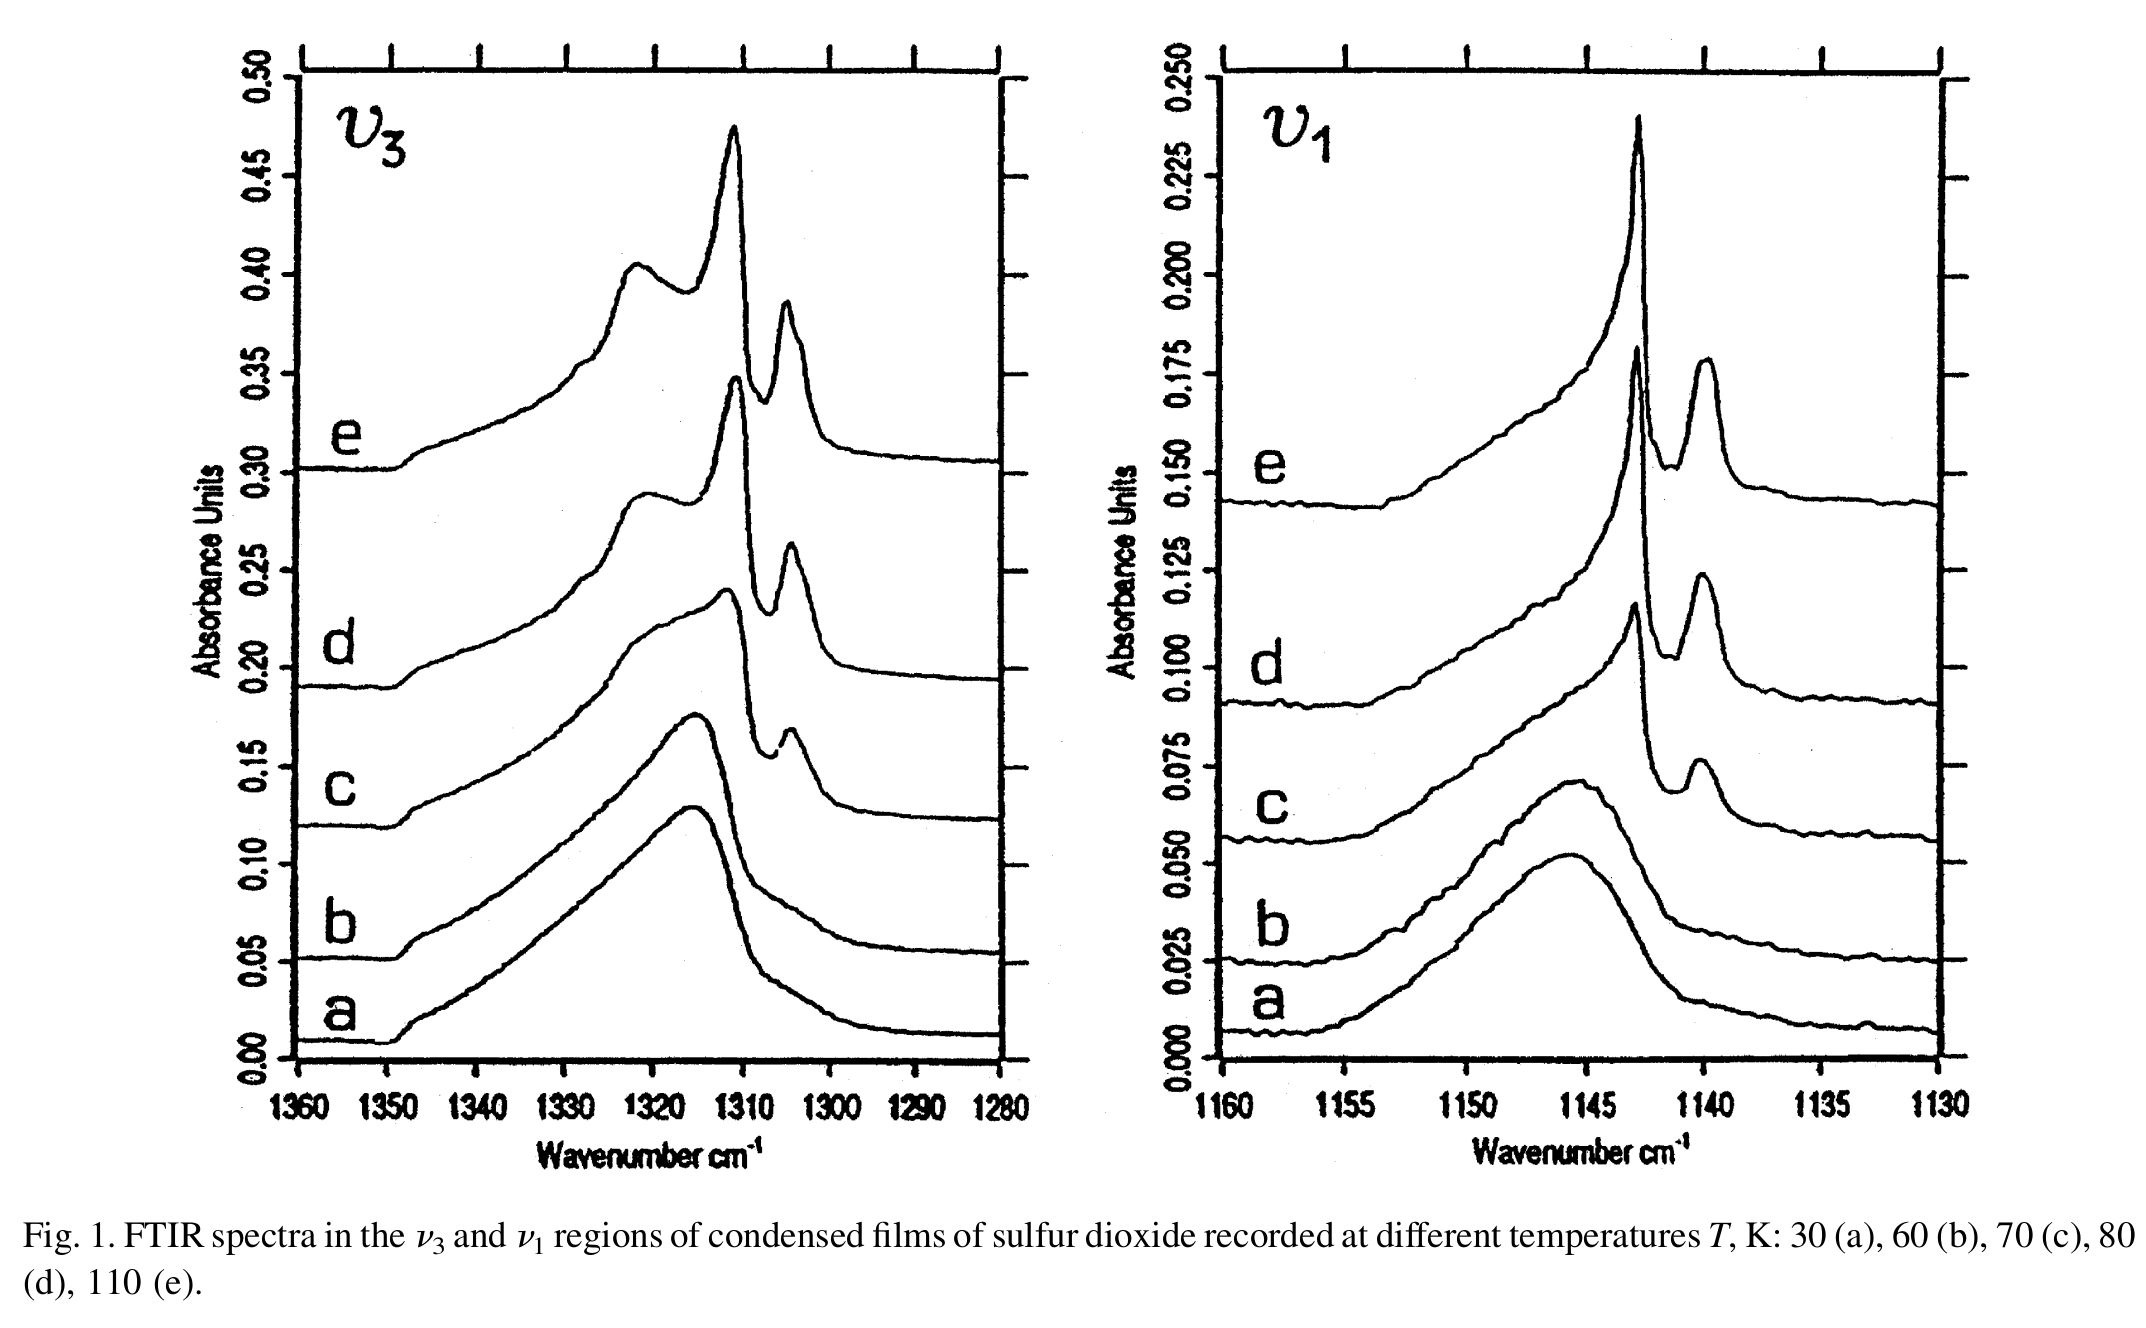 υ3
0.50
0.45
0.40
0.35
0.30
0.25
0.20
0.15
0.10
0.05
0.00
Absorbance Units
e
d
c
b
a
1360 1350 1340 1330 1320 1310 1300 1290 1280
Wavenumber cm-1
υ1
0.250
0.225
0.200
0.175
0.150
0.125
0.100
0.075
0.050
0.025
0.000
Absorbance Units
e
d
c
b
a
1160 1155 1150 1145 1140 1135 1130
Wavenumber cm-1
Fig. 1. FTIR spectra in the ν3 and ν1 regions of condensed films of sulfur dioxide recorded at different temperatures T, K: 30 (a), 60 (b), 70 (c), 80
(d), 110 (e).